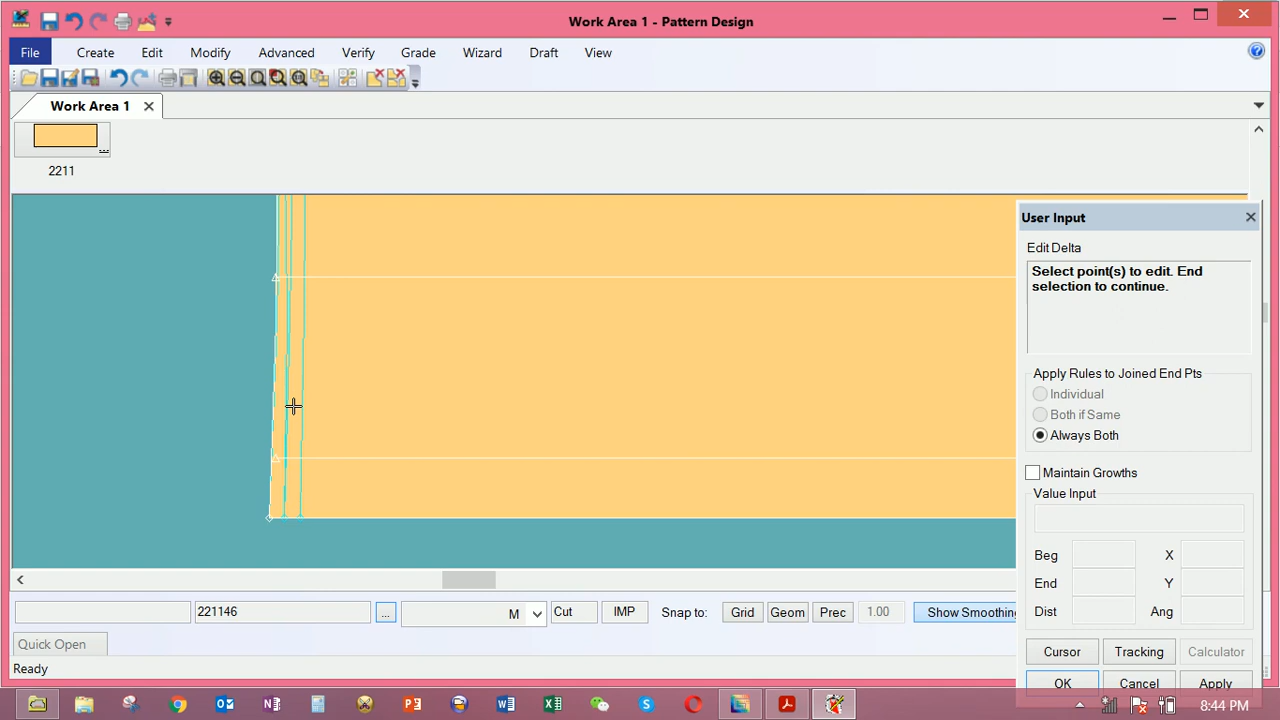 Work Area 1 - Pattern Design
File Create Edit Modify Advanced Verify Grade Wizard Draft View
Work Area 1
2211
User Input
Edit Delta
Select point(s) to edit. End
selection to continue.
Apply Rules to Joined End Pts
Individual
Both if Same
Always Both
Maintain Growths
Value Input
Beg X
End Y
Dist Ang
Cursor Tracking Calculator
OK Cancel Apply
221146 ... M Cut IMP Snap to: Grid Geom Prec 1.00 Show Smoothing
Quick Open
Ready
8:44 PM